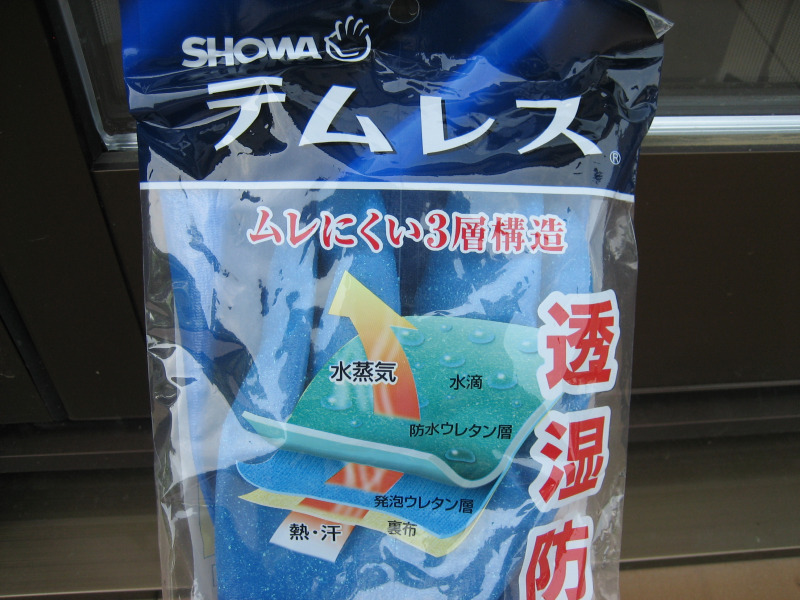 SHOWA
テムレス®
ムレにくい3層構造
透湿防
水蒸気
水滴
防水ウレタン層
発泡ウレタン層
熱・汗
裏布